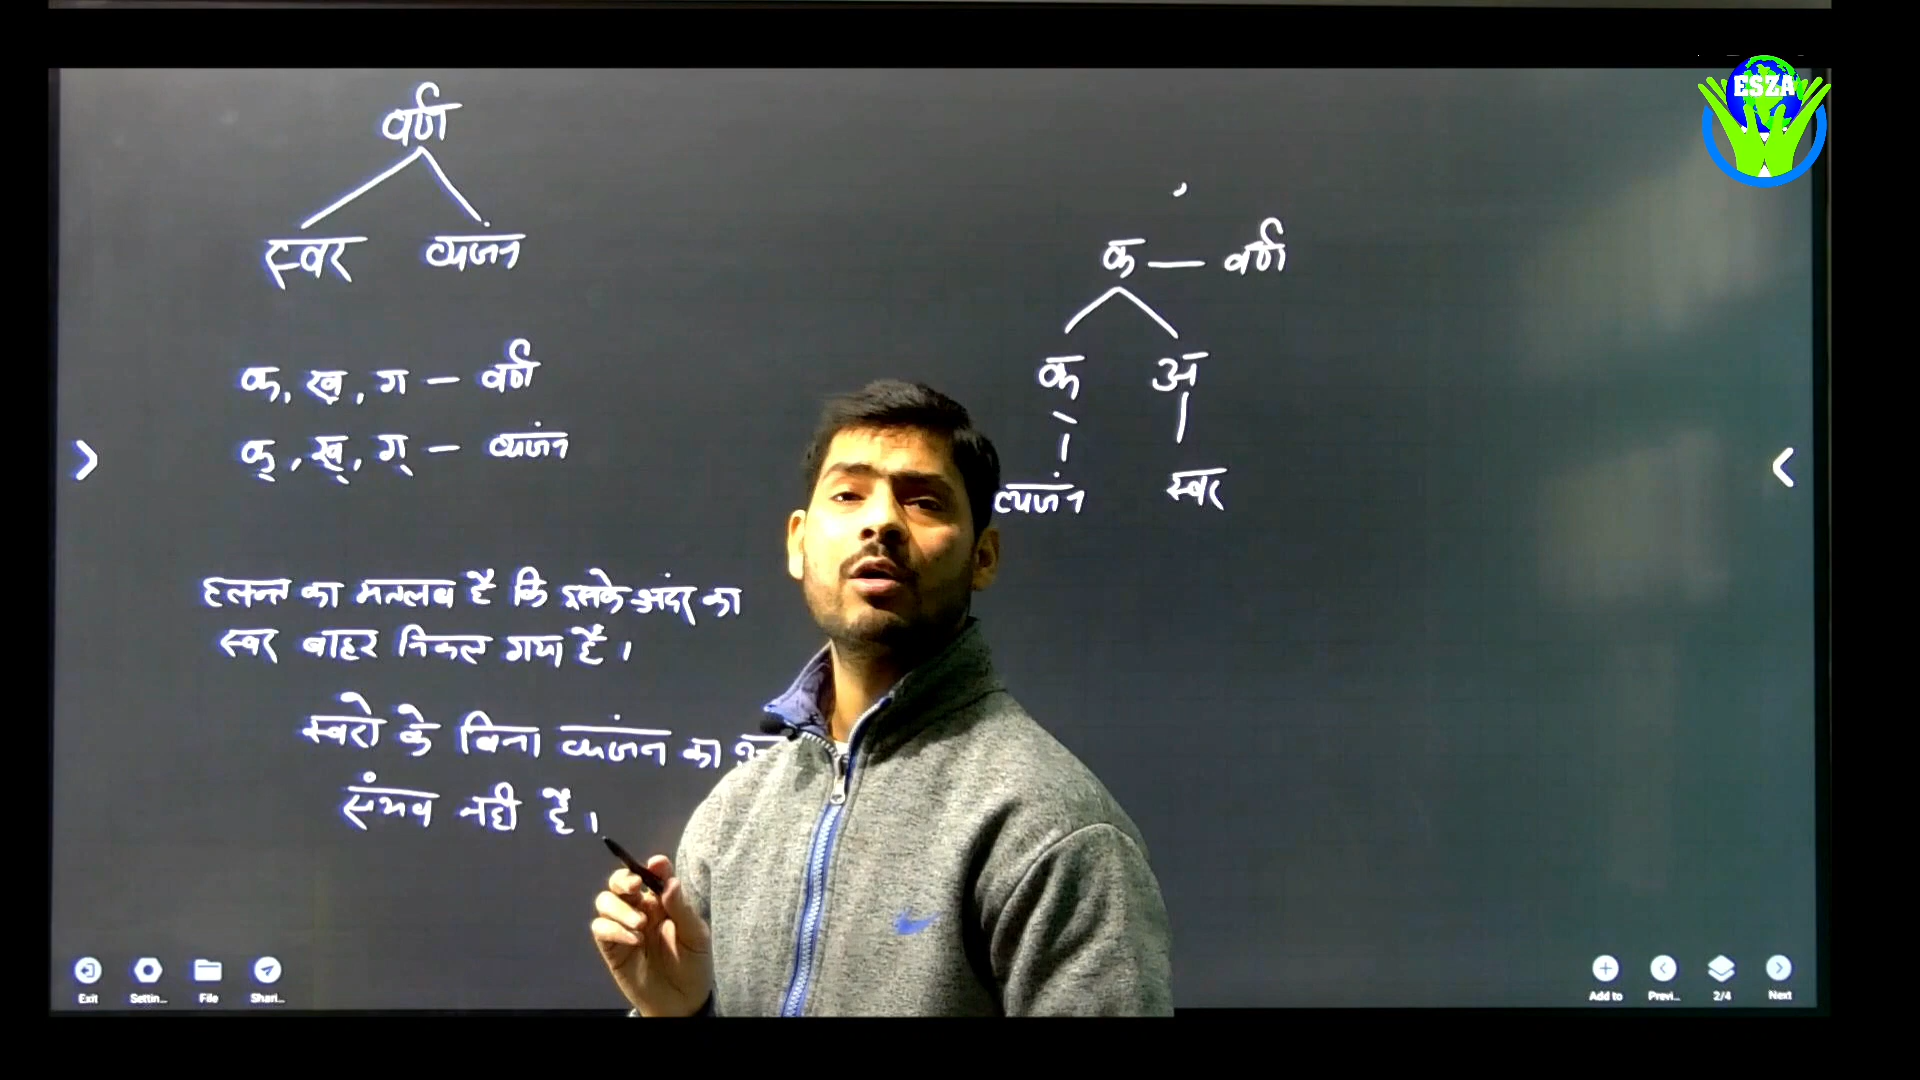 वर्ण
स्वर व्यंजन
क, ख, ग – वर्ण
क्, ख्, ग् – व्यंजन
हलन्त का मतलब है कि इसके अंदर का
स्वर बाहर निकल गया है ।
स्वरो के बिना व्यंजन का
संभव नही है ।
क — वर्ण
क् अ
व्यंजन स्वर
ESZA
Exit Settin... File Shari...
Add to Previ... 2/4 Next